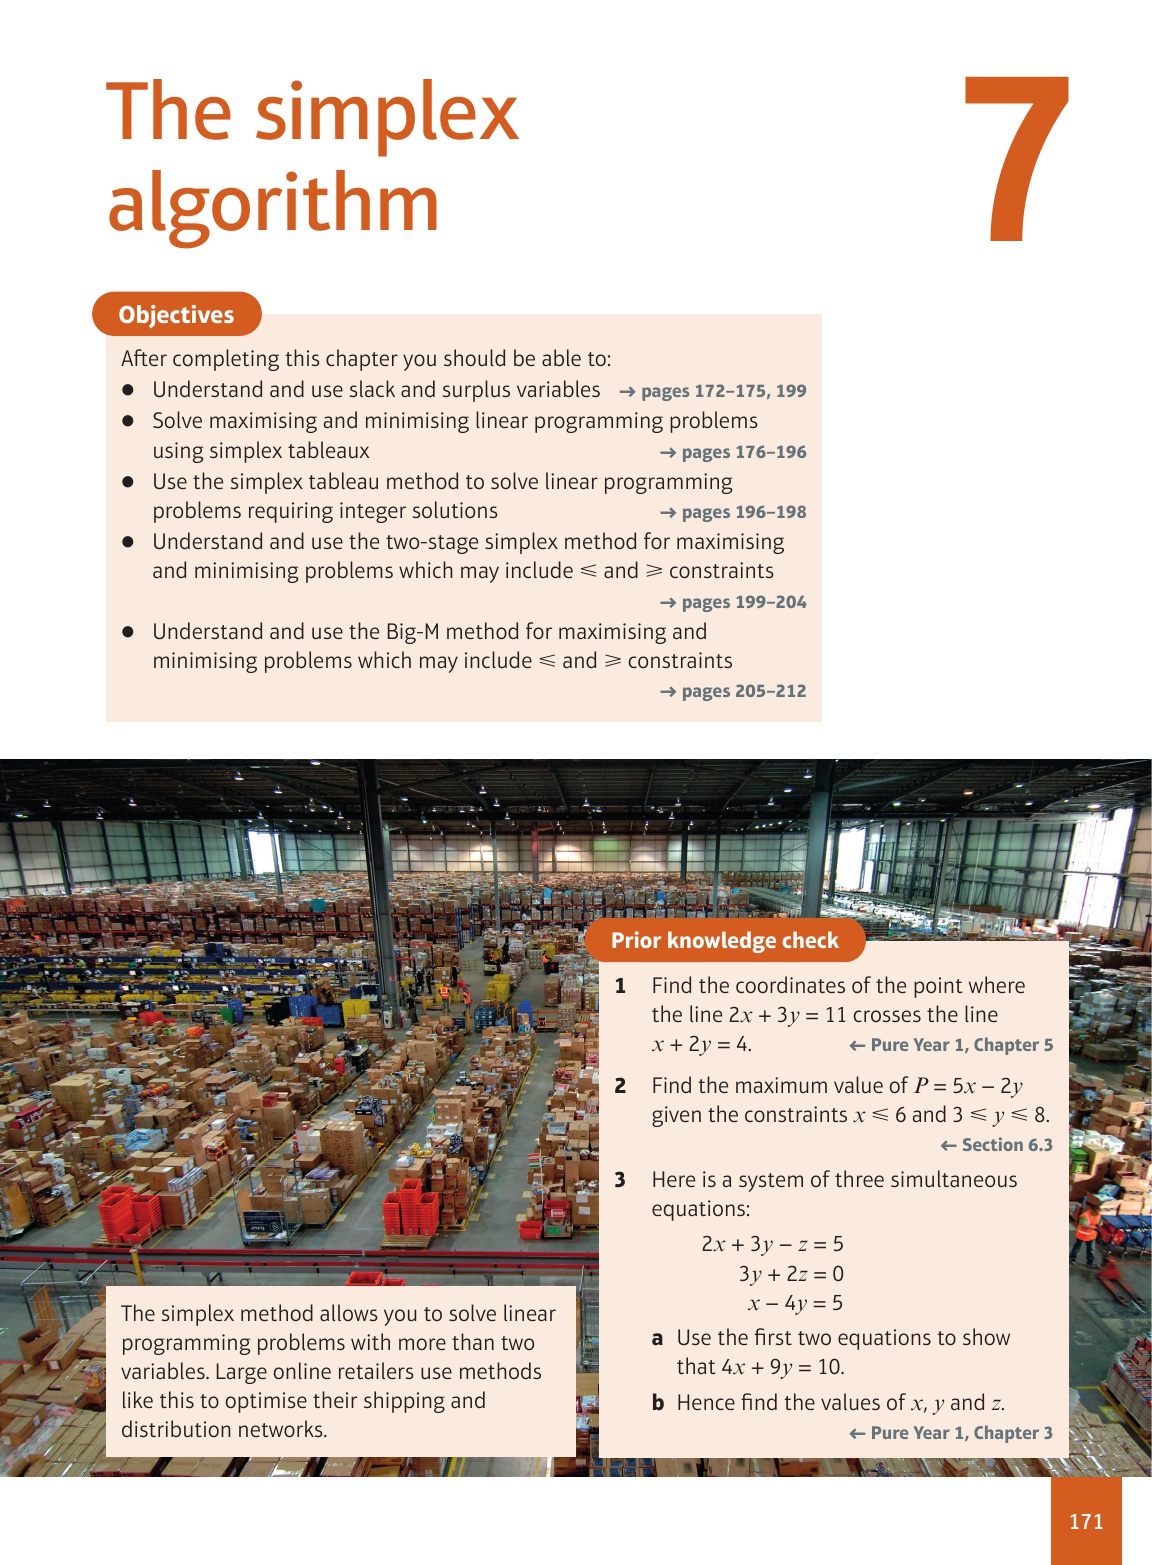 The simplex
algorithm
7
Objectives
After completing this chapter you should be able to:
● Understand and use slack and surplus variables → pages 172–175, 199
● Solve maximising and minimising linear programming problems
using simplex tableaux → pages 176–196
● Use the simplex tableau method to solve linear programming
problems requiring integer solutions → pages 196–198
● Understand and use the two-stage simplex method for maximising
and minimising problems which may include ⩽ and ⩾ constraints
→ pages 199–204
● Understand and use the Big-M method for maximising and
minimising problems which may include ⩽ and ⩾ constraints
→ pages 205–212
Prior knowledge check
1 Find the coordinates of the point where
the line 2x + 3y = 11 crosses the line
x + 2y = 4. ← Pure Year 1, Chapter 5
2 Find the maximum value of P = 5x − 2y
given the constraints x ⩽ 6 and 3 ⩽ y ⩽ 8.
← Section 6.3
3 Here is a system of three simultaneous
equations:
2x + 3y − z = 5
3y + 2z = 0
x − 4y = 5
a Use the first two equations to show
that 4x + 9y = 10.
b Hence find the values of x, y and z.
← Pure Year 1, Chapter 3
The simplex method allows you to solve linear
programming problems with more than two
variables. Large online retailers use methods
like this to optimise their shipping and
distribution networks.
171